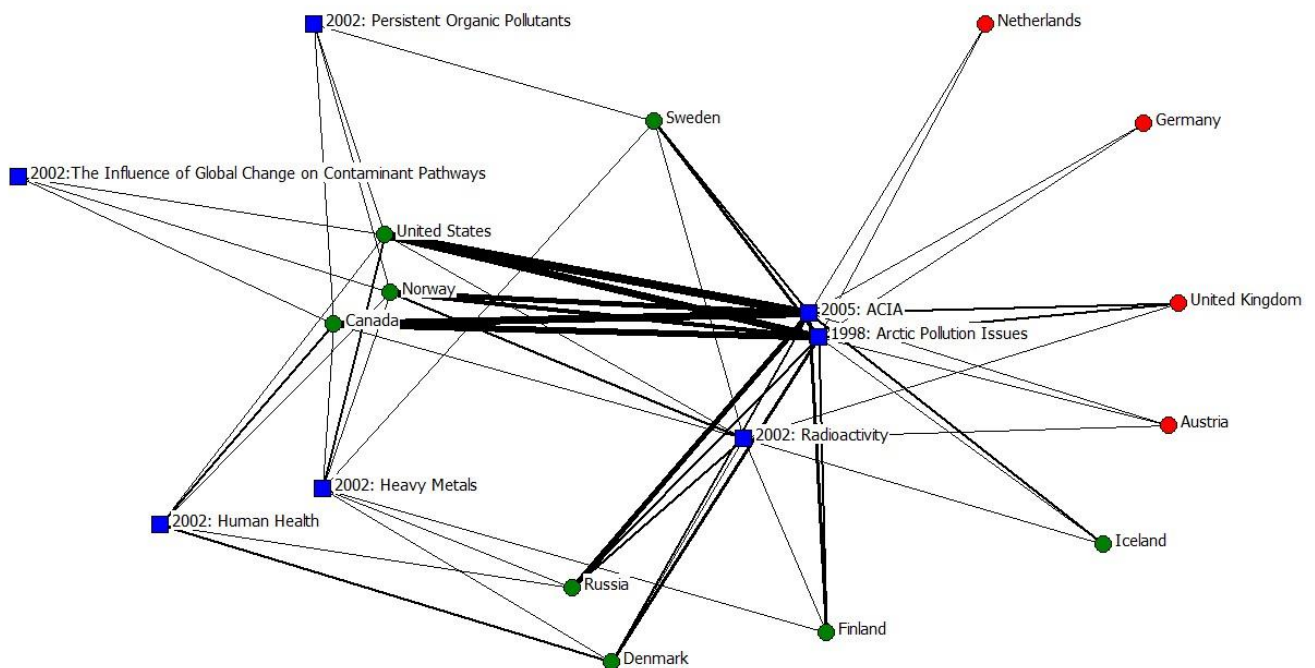 2002: Persistent Organic Pollutants
Netherlands
Sweden
Germany
2002:The Influence of Global Change on Contaminant Pathways
United States
Norway
Canada
2005: ACIA
United Kingdom
1998: Arctic Pollution Issues
Austria
2002: Radioactivity
2002: Heavy Metals
2002: Human Health
Iceland
Russia
Finland
Denmark